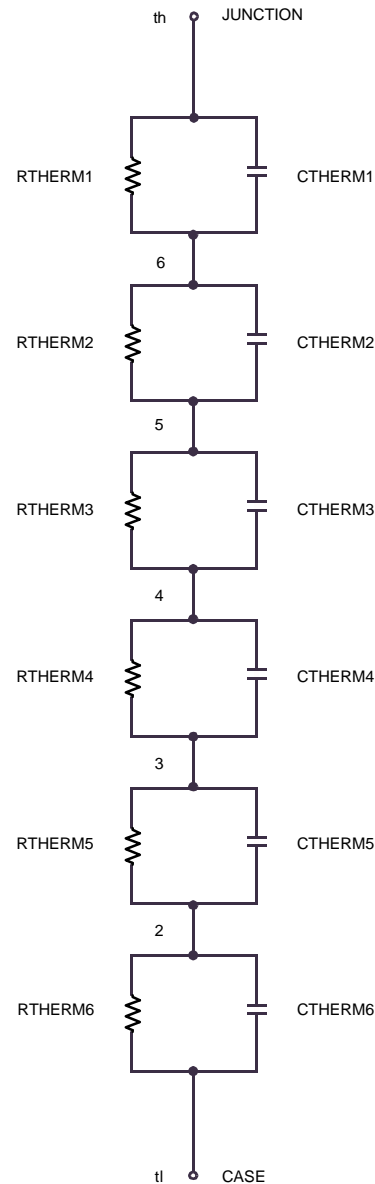 th JUNCTION
RTHERM1 CTHERM1
6
RTHERM2 CTHERM2
5
RTHERM3 CTHERM3
4
RTHERM4 CTHERM4
3
RTHERM5 CTHERM5
2
RTHERM6 CTHERM6
tl CASE